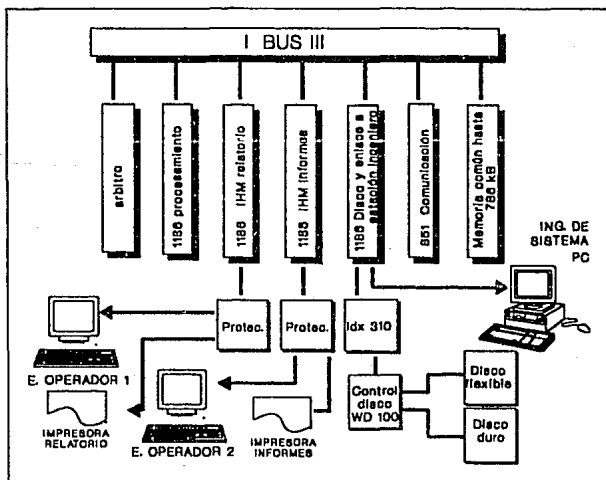 I BUS III
arbitro
1186 procesamiento
1186 IHM relatorio
1186 IHM informes
1186 Disco y enlace a
estación ingeniero
851 Comunicación
Memoria común hasta
786 kB
ING. DE
SISTEMA
PC
Protec.
Protec.
Idx 310
E. OPERADOR 1
IMPRESORA
RELATORIO
E. OPERADOR 2
IMPRESORA
INFORMES
Control
disco
WD 100
Disco
flexible
Disco
duro